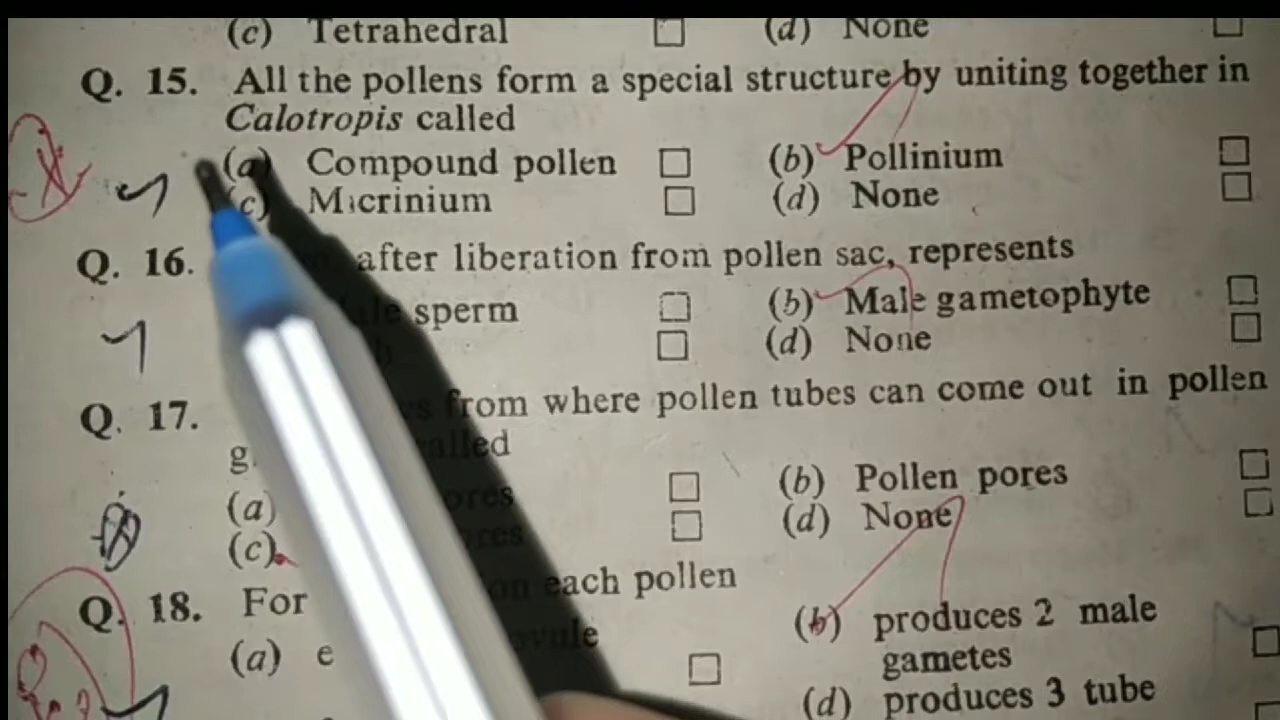 (c) Tetrahedral (d) None
Q. 15. All the pollens form a special structure by uniting together in
Calotropis called
(a) Compound pollen (b) Pollinium
(c) Micrinium (d) None
Q. 16. after liberation from pollen sac, represents
sperm (b) Male gametophyte
(d) None
Q. 17. from where pollen tubes can come out in pollen
called
(a) (b) Pollen pores
(c) (d) None
Q. 18. For each pollen
(a) ovule (b) produces 2 male
gametes
(d) produces 3 tube